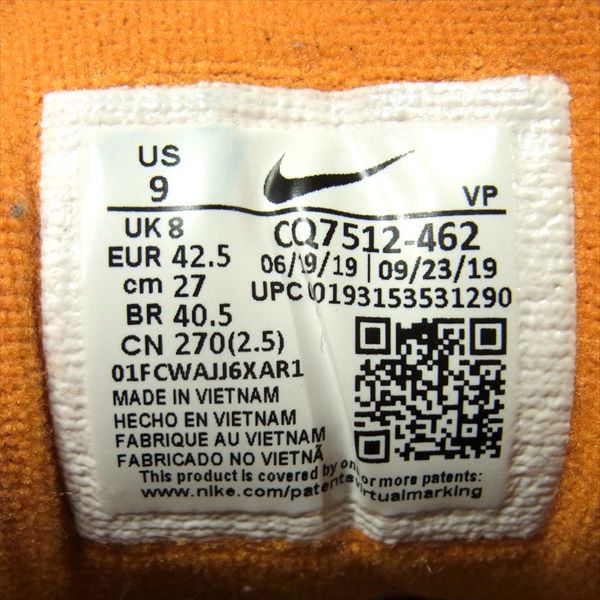 US
9
VP
UK 8
CQ7512-462
EUR 42.5
06/19/19 | 09/23/19
cm 27
UPC 0193153531290
BR 40.5
CN 270(2.5)
01FCWAJJ6XAR1
MADE IN VIETNAM
HECHO EN VIETNAM
FABRIQUE AU VIETNAM
FABRICADO NO VIETNÃ
This product is covered by one or more patents:
www.nike.com/patentsvirtualmarking